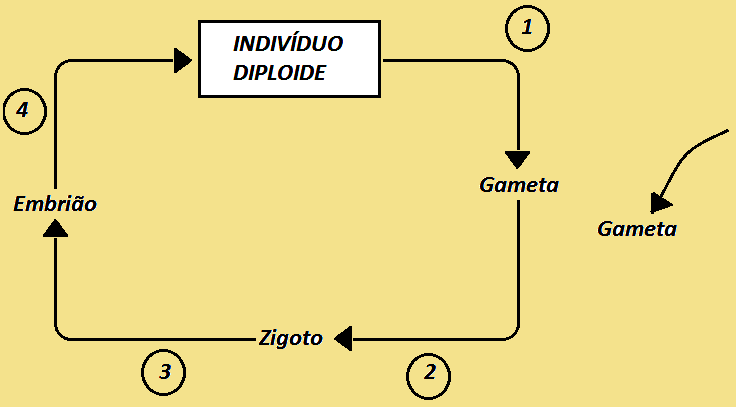 1
INDIVÍDUO
DIPLOIDE
4
Gameta
Embrião
Gameta
Zigoto
3
2